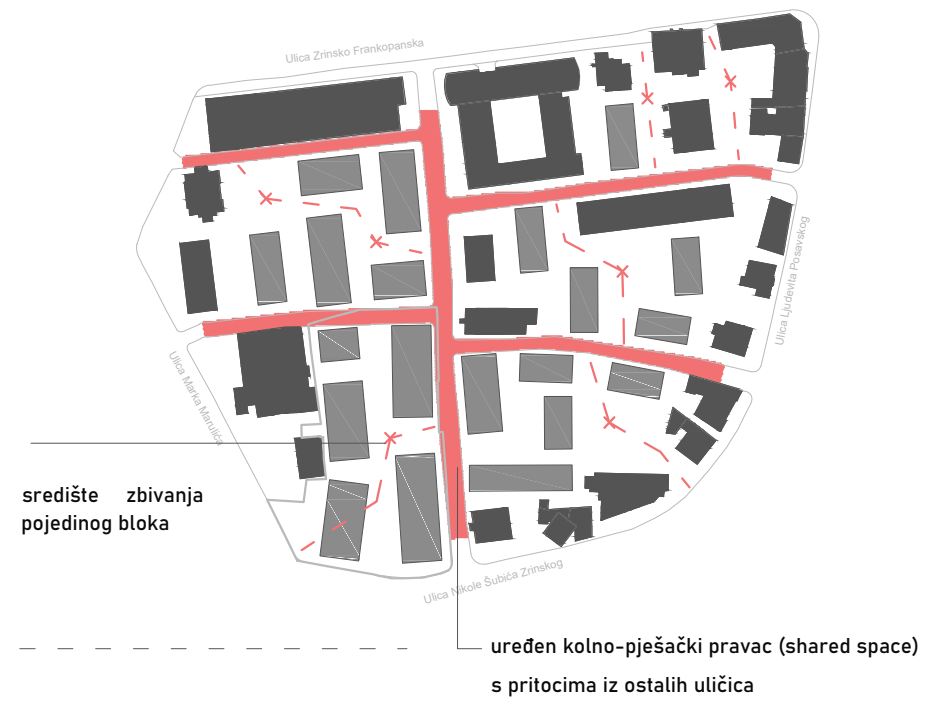 Ulica Zrinsko Frankopanska
Ulica Ljudevita Posavskog
Ulica Marka Marulića
središte zbivanja
pojedinog bloka
Ulica Nikole Šubića Zrinskog
uređen kolno-pješački pravac (shared space)
s pritocima iz ostalih uličica